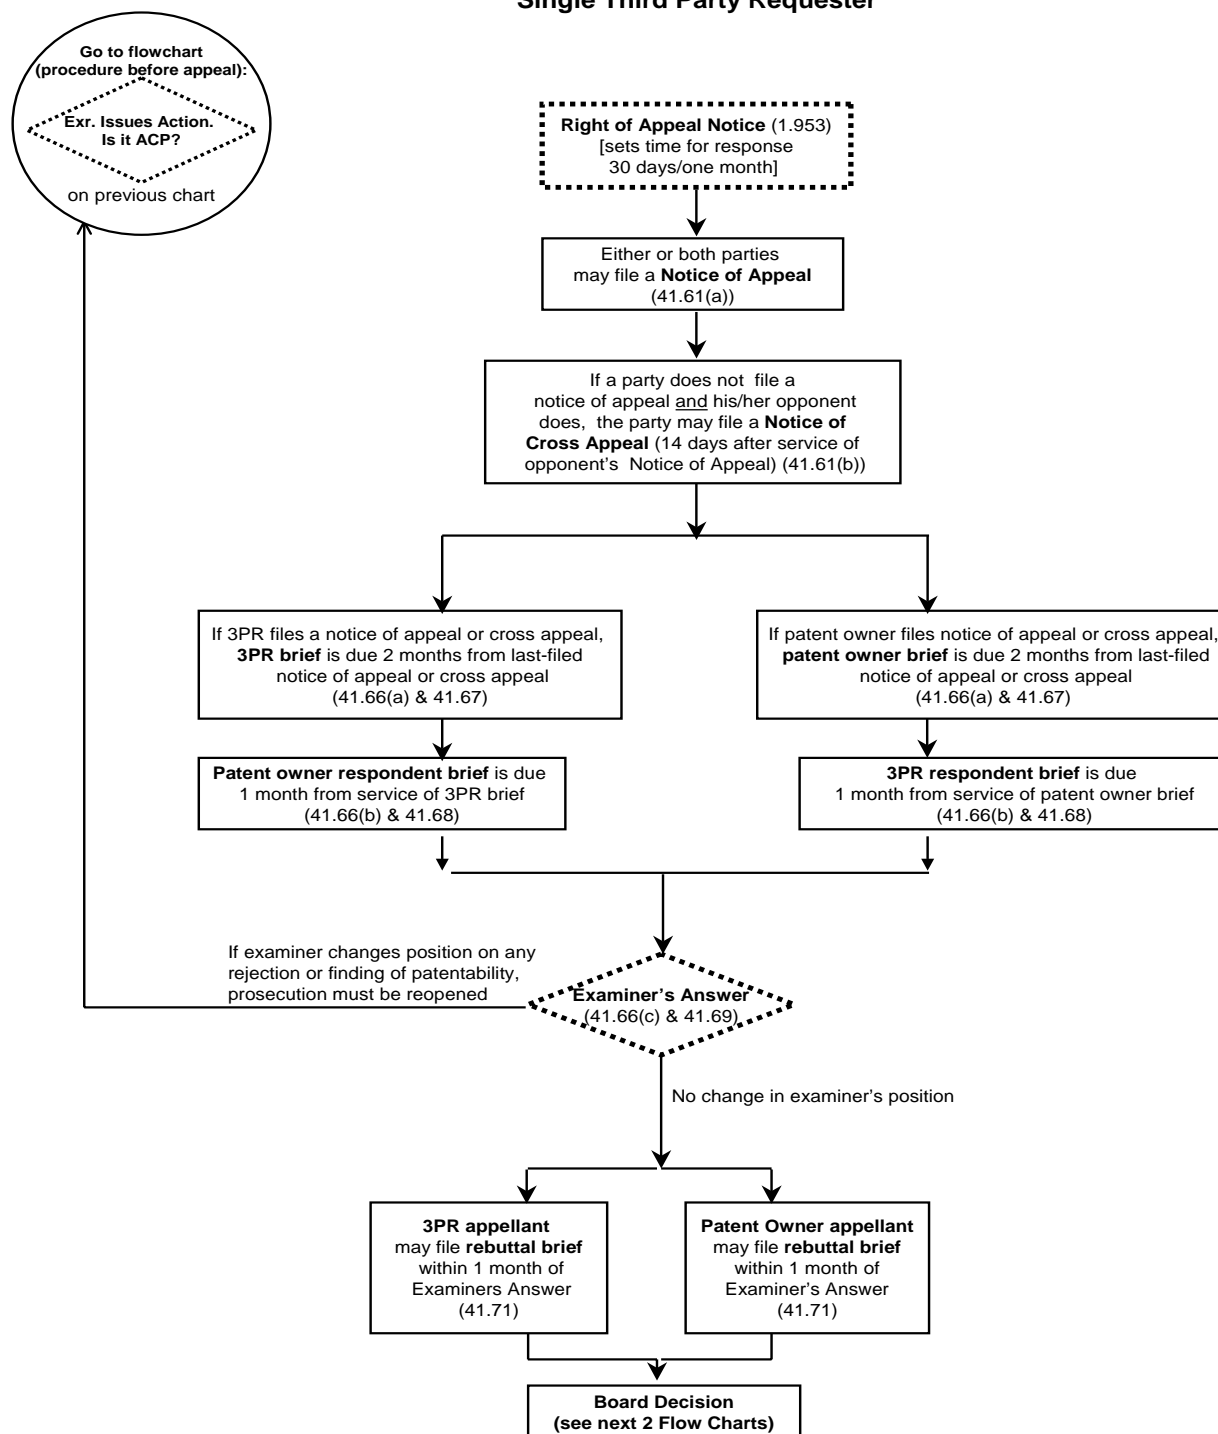 Single Third Party Requester
Go to flowchart
(procedure before appeal):
Exr. Issues Action.
Is it ACP?
on previous chart
Right of Appeal Notice (1.953)
[sets time for response
30 days/one month]
Either or both parties
may file a Notice of Appeal
(41.61(a))
If a party does not file a
notice of appeal and his/her opponent
does, the party may file a Notice of
Cross Appeal (14 days after service of
opponent's Notice of Appeal) (41.61(b))
If 3PR files a notice of appeal or cross appeal,
3PR brief is due 2 months from last-filed
notice of appeal or cross appeal
(41.66(a) & 41.67)
If patent owner files notice of appeal or cross appeal,
patent owner brief is due 2 months from last-filed
notice of appeal or cross appeal
(41.66(a) & 41.67)
Patent owner respondent brief is due
1 month from service of 3PR brief
(41.66(b) & 41.68)
3PR respondent brief is due
1 month from service of patent owner brief
(41.66(b) & 41.68)
If examiner changes position on any
rejection or finding of patentability,
prosecution must be reopened
Examiner's Answer
(41.66(c) & 41.69)
No change in examiner's position
3PR appellant
may file rebuttal brief
within 1 month of
Examiners Answer
(41.71)
Patent Owner appellant
may file rebuttal brief
within 1 month of
Examiner's Answer
(41.71)
Board Decision
(see next 2 Flow Charts)